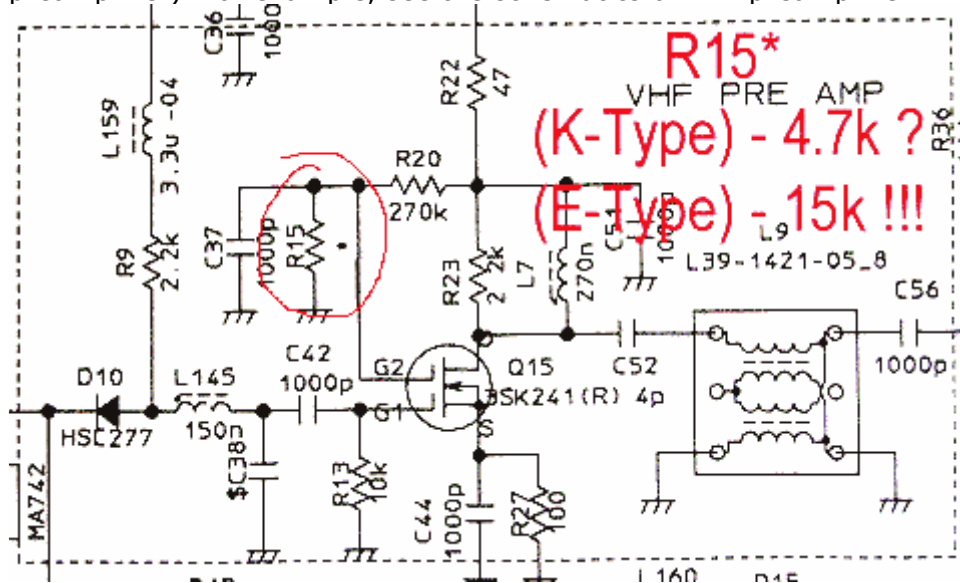 C36
1000
R15*
VHF PRE AMP
(K-Type) - 4.7k ?
(E-Type) - 15k !!!
R22
47
R36
L159
3.3u -04
R20
270k
R9
2.2k
C37
1000p
R15
R23
2.2k
L7
270n
C51
1000p
L9
L39-1421-05_8
C56
1000p
D10
HSC277
L145
150n
C42
1000p
G2
G1
Q15
3SK241(R)
S
C52
4p
MA742
$C38
R13
10k
C44
1000p
R27
100
L160